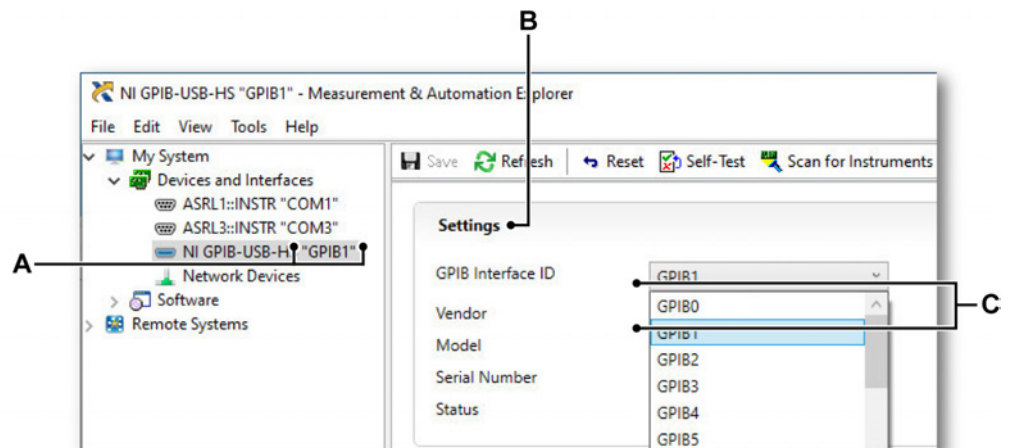 B
NI GPIB-USB-HS "GPIB1" - Measurement & Automation Explorer
File Edit View Tools Help
My System
Devices and Interfaces
ASRL1::INSTR "COM1"
ASRL3::INSTR "COM3"
NI GPIB-USB-HS "GPIB1"
Network Devices
Software
Remote Systems
A
Save Refresh Reset Self-Test Scan for Instruments
Settings
GPIB Interface ID GPIB1
Vendor
Model
Serial Number
Status
GPIB0
GPIB1
GPIB2
GPIB3
GPIB4
GPIB5
C